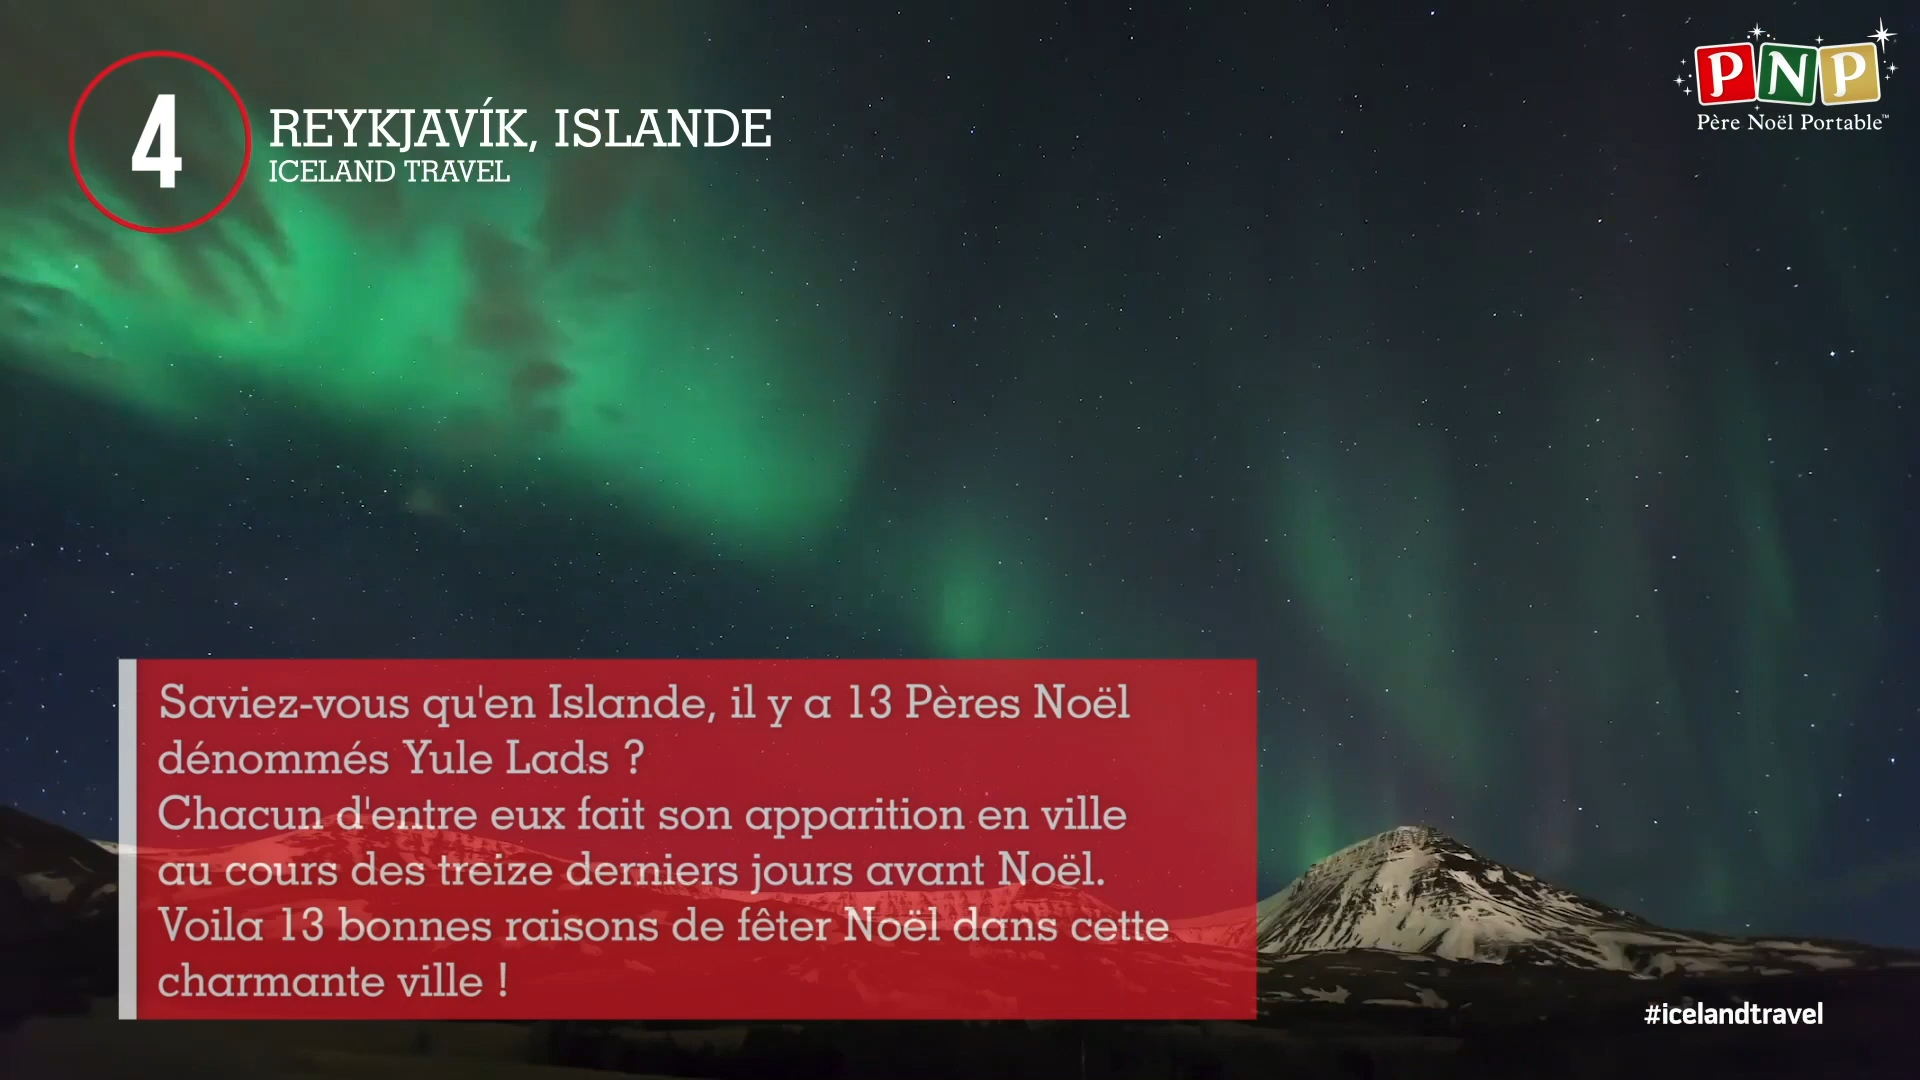 4
REYKJAVÍK, ISLANDE
ICELAND TRAVEL
PNP
Père Noël Portable™
Saviez-vous qu'en Islande, il y a 13 Pères Noël
dénommés Yule Lads ?
Chacun d'entre eux fait son apparition en ville
au cours des treize derniers jours avant Noël.
Voila 13 bonnes raisons de fêter Noël dans cette
charmante ville !
#icelandtravel